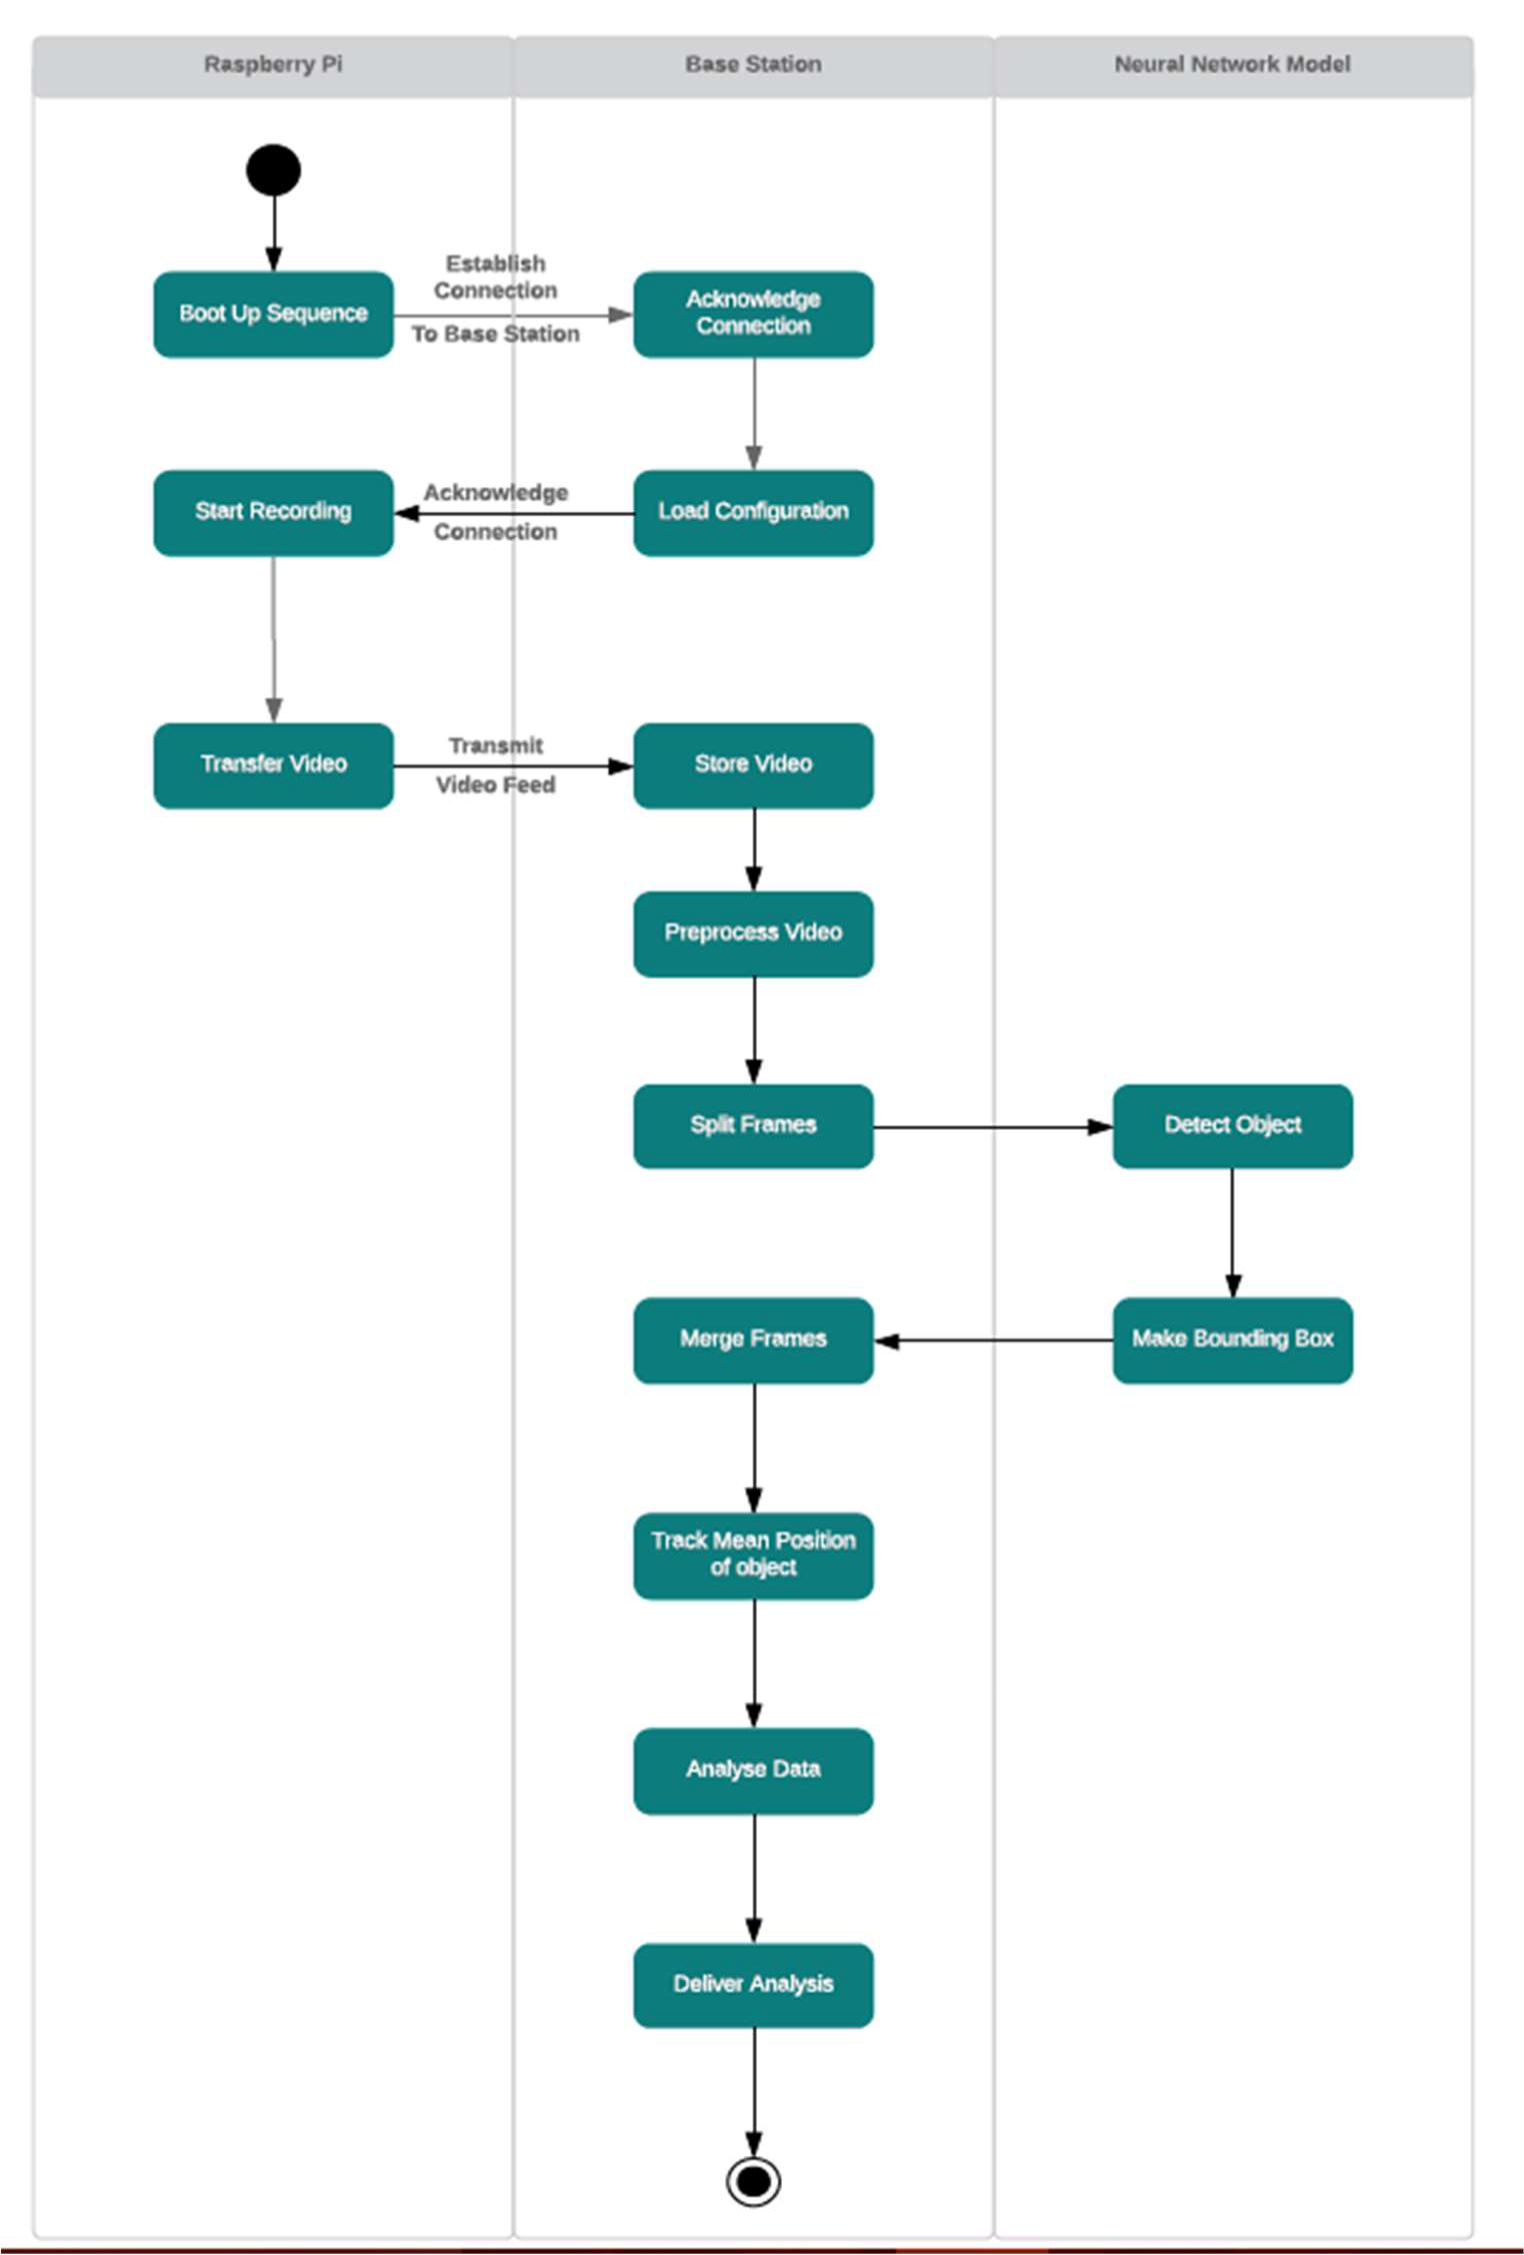 Raspberry Pi
Base Station
Neural Network Model
Boot Up Sequence
Establish
Connection
To Base Station
Acknowledge
Connection
Start Recording
Acknowledge
Connection
Load Configuration
Transfer Video
Transmit
Video Feed
Store Video
Preprocess Video
Split Frames
Detect Object
Merge Frames
Make Bounding Box
Track Mean Position
of object
Analyse Data
Deliver Analysis